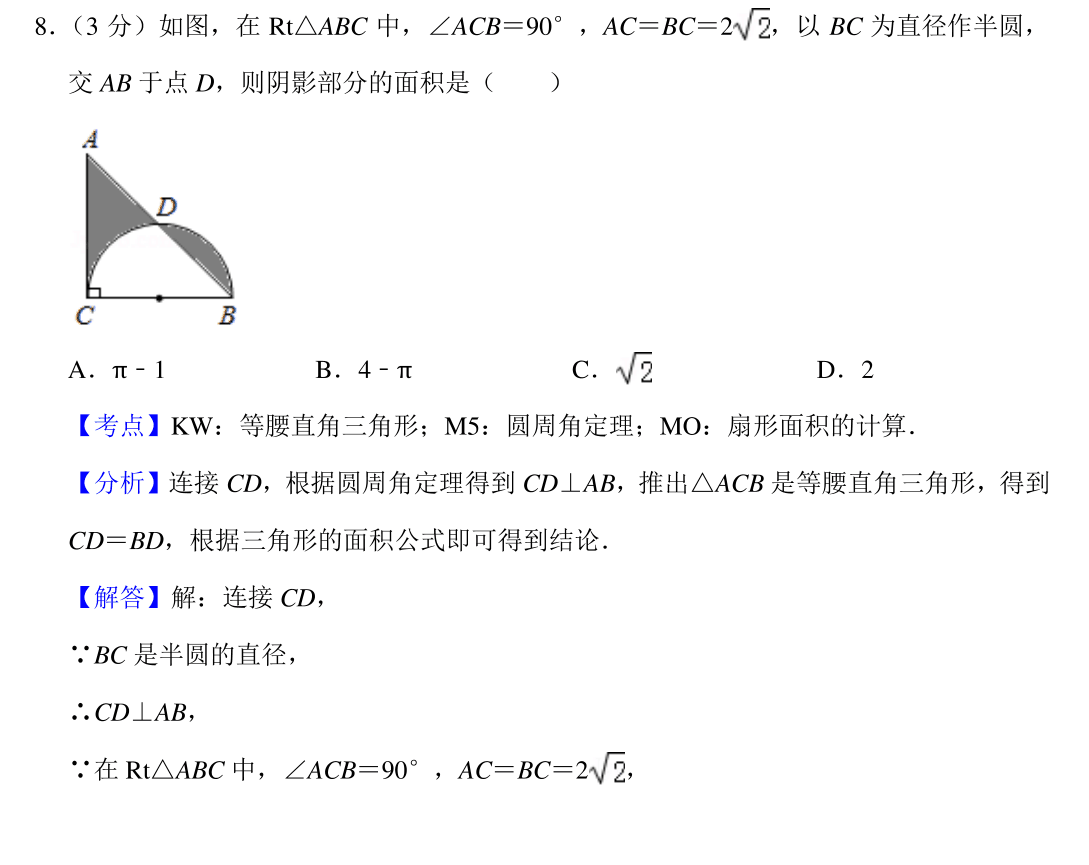 8.（3 分）如图，在 Rt△ABC 中，∠ACB＝90°，AC＝BC＝2√2，以 BC 为直径作半圆，
交 AB 于点 D，则阴影部分的面积是（　　）
A
D
C
B
A．π﹣1　B．4﹣π　C．√2　D．2
【考点】KW：等腰直角三角形；M5：圆周角定理；MO：扇形面积的计算．
【分析】连接 CD，根据圆周角定理得到 CD⊥AB，推出△ACB 是等腰直角三角形，得到
CD＝BD，根据三角形的面积公式即可得到结论．
【解答】解：连接 CD，
∵BC 是半圆的直径，
∴CD⊥AB，
∵在 Rt△ABC 中，∠ACB＝90°，AC＝BC＝2√2，